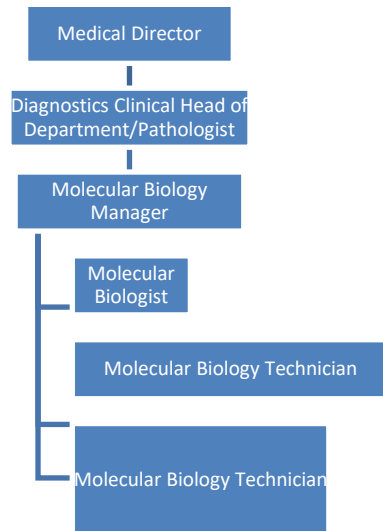 Medical Director
Diagnostics Clinical Head of
Department/Pathologist
Molecular Biology
Manager
Molecular
Biologist
Molecular Biology Technician
Molecular Biology Technician